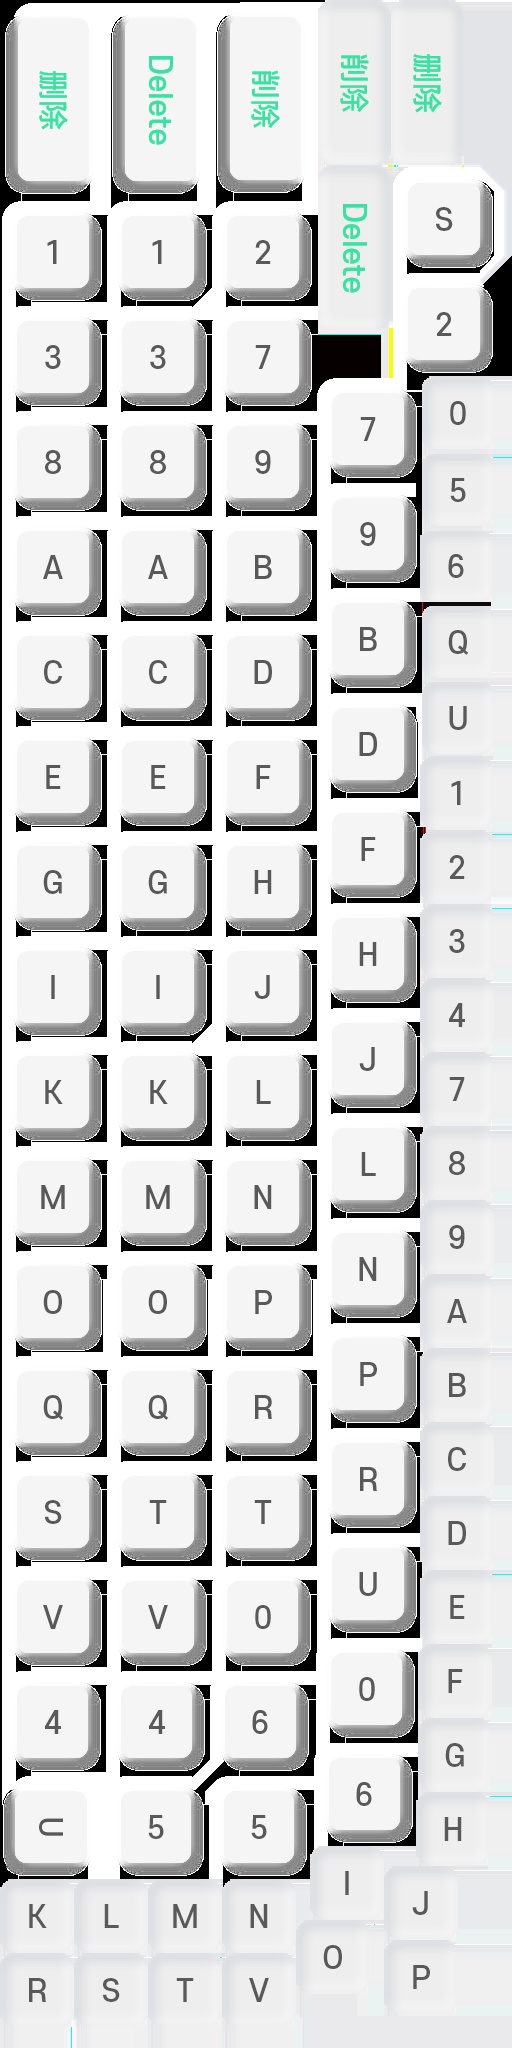 删除 Delete 削除 削除 删除
Delete S
1 1 2 2
3 3 7 7 0
8 8 9 9 5
A A B B 6
C C D D Q
U
E E F F 1
G G H H 2
I I J J 3
4
K K L L 7
M M N N 8
9
O O P P A
Q Q R R B
C
S T T U D
V V 0 0 E
F
4 4 6 6 G
U 5 5 H
K L M N I J
R S T V O P